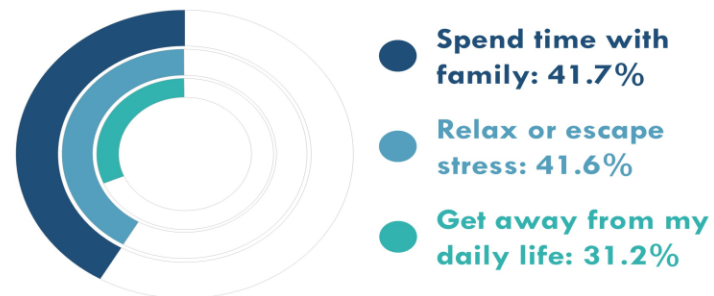 Spend time with
family: 41.7%
Relax or escape
stress: 41.6%
Get away from my
daily life: 31.2%